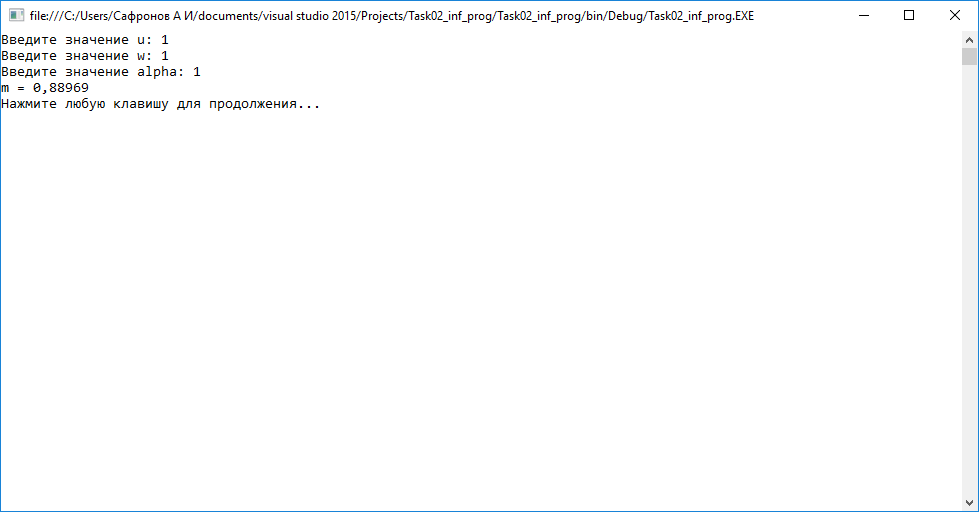 file:///C:/Users/Сафронов А И/documents/visual studio 2015/Projects/Task02_inf_prog/Task02_inf_prog/bin/Debug/Task02_inf_prog.EXE
Введите значение u: 1
Введите значение w: 1
Введите значение alpha: 1
m = 0,88969
Нажмите любую клавишу для продолжения...